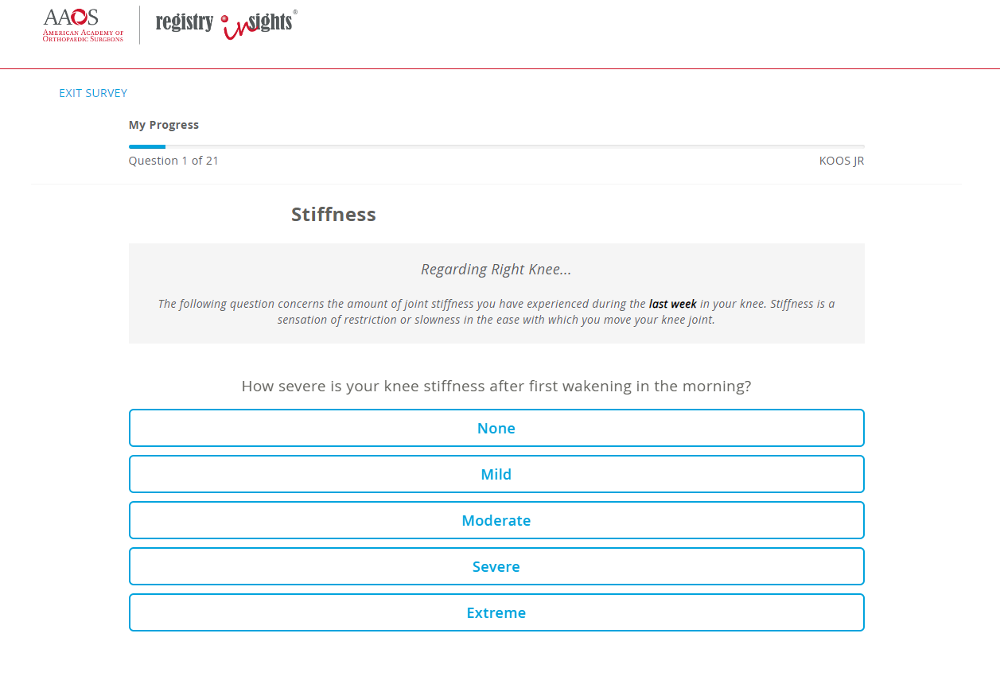 AAOS
AMERICAN ACADEMY OF
ORTHOPAEDIC SURGEONS
registry insights®
EXIT SURVEY
My Progress
Question 1 of 21
KOOS JR
Stiffness
Regarding Right Knee...
The following question concerns the amount of joint stiffness you have experienced during the last week in your knee. Stiffness is a
sensation of restriction or slowness in the ease with which you move your knee joint.
How severe is your knee stiffness after first wakening in the morning?
None
Mild
Moderate
Severe
Extreme